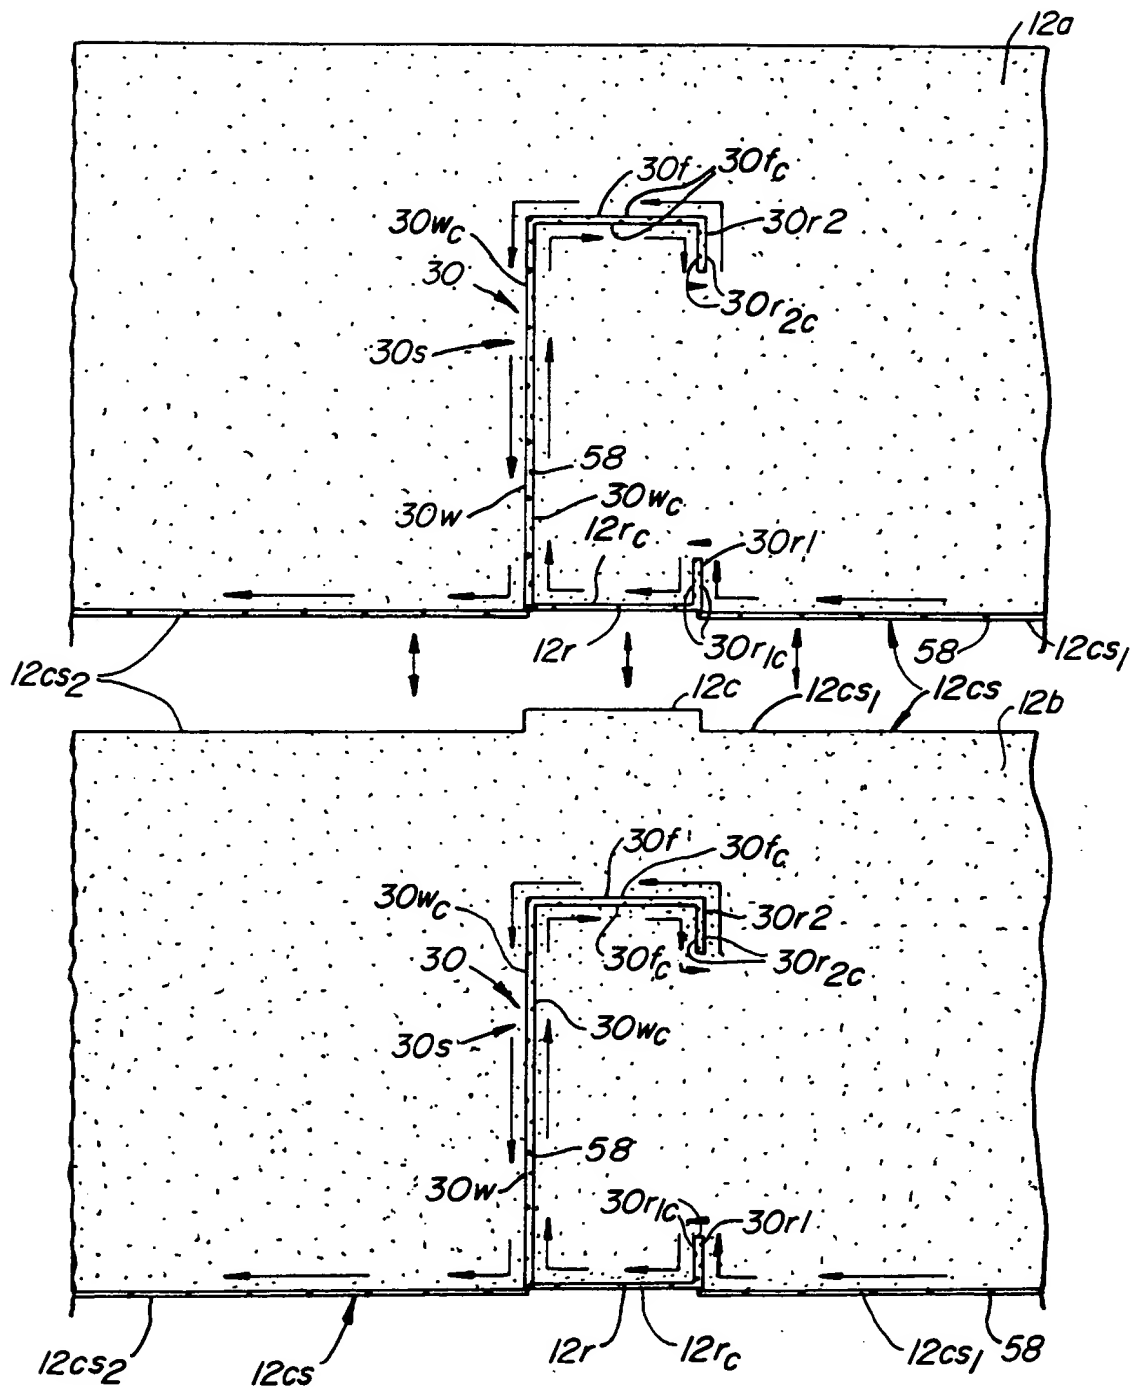 12a
30f 30fc
30wc 30r2
30
30r2c
30s
58
30w 30wc
12rc
30r1
12r 30r1c 58 12cs1
12cs2 12c 12cs1 12cs
12b
30f 30fc
30wc
30r2
30 30fc 30r2c
30s 30wc
58
30w 30r1c
30r1
12cs2 12cs 12r 12rc 12cs1 58